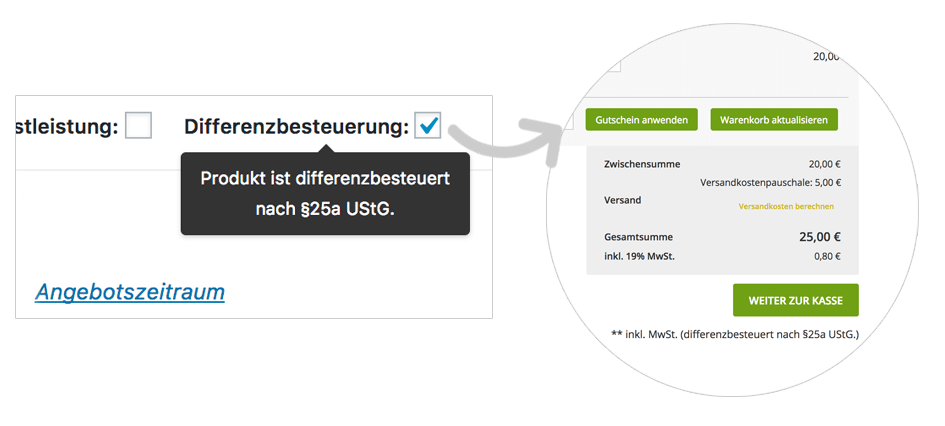 stleistung:
Differenzbesteuerung:
Produkt ist differenzbesteuert
nach §25a UStG.
Angebotszeitraum
20,00
Gutschein anwenden
Warenkorb aktualisieren
Zwischensumme 20,00 €
Versandkostenpauschale: 5,00 €
Versand
Versandkosten berechnen
Gesamtsumme 25,00 €
inkl. 19% MwSt. 0,80 €
WEITER ZUR KASSE
** inkl. MwSt. (differenzbesteuert nach §25a UStG.)